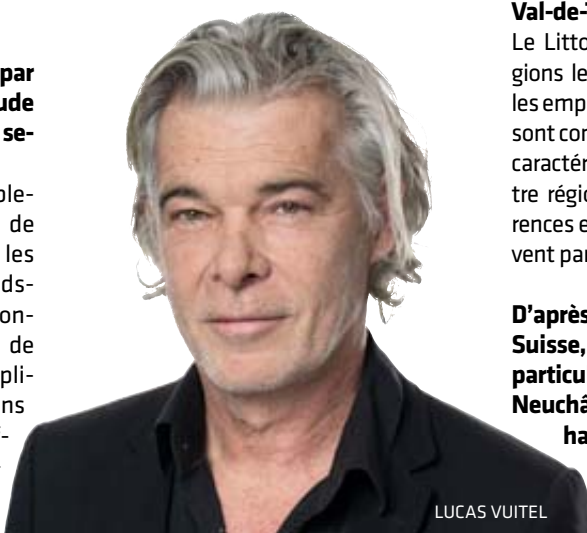 par
ude
se-
ple-
de
les
ds-
on-
de
pli-
ns
f-
LUCAS VUITEL
Val-de-
Le Litto
gions le
les emp
sont con
caractér
tre régio
rences e
vent par
D'après
Suisse,
particu
Neuchâ
ha